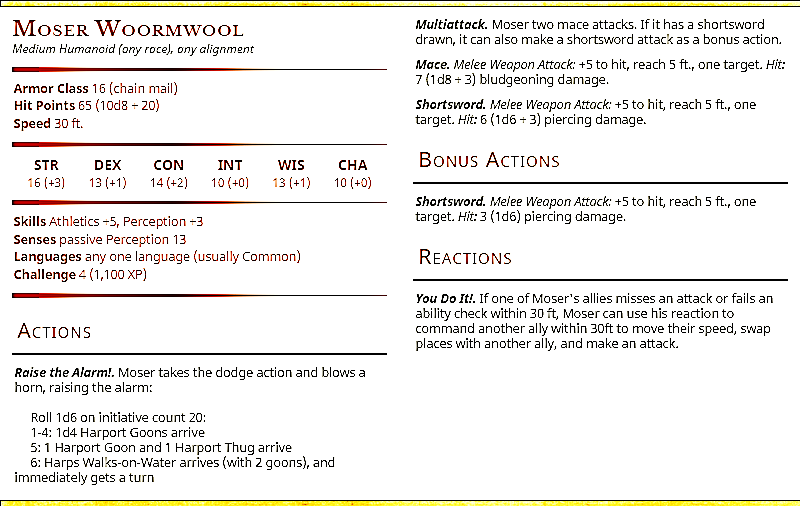 Moser Woormwool
Medium Humanoid (any race), any alignment
Armor Class 16 (chain mail)
Hit Points 65 (10d8 + 20)
Speed 30 ft.
STR DEX CON INT WIS CHA
16 (+3) 13 (+1) 14 (+2) 10 (+0) 13 (+1) 10 (+0)
Skills Athletics +5, Perception +3
Senses passive Perception 13
Languages any one language (usually Common)
Challenge 4 (1,100 XP)
Actions
Raise the Alarm!. Moser takes the dodge action and blows a
horn, raising the alarm:
Roll 1d6 on initiative count 20:
1-4: 1d4 Harport Goons arrive
5: 1 Harport Goon and 1 Harport Thug arrive
6: Harps Walks-on-Water arrives (with 2 goons), and
immediately gets a turn
Multiattack. Moser two mace attacks. If it has a shortsword
drawn, it can also make a shortsword attack as a bonus action.
Mace. Melee Weapon Attack: +5 to hit, reach 5 ft., one target. Hit:
7 (1d8 + 3) bludgeoning damage.
Shortsword. Melee Weapon Attack: +5 to hit, reach 5 ft., one
target. Hit: 6 (1d6 + 3) piercing damage.
Bonus Actions
Shortsword. Melee Weapon Attack: +5 to hit, reach 5 ft., one
target. Hit: 3 (1d6) piercing damage.
Reactions
You Do It!. If one of Moser's allies misses an attack or fails an
ability check within 30 ft, Moser can use his reaction to
command another ally within 30ft to move their speed, swap
places with another ally, and make an attack.